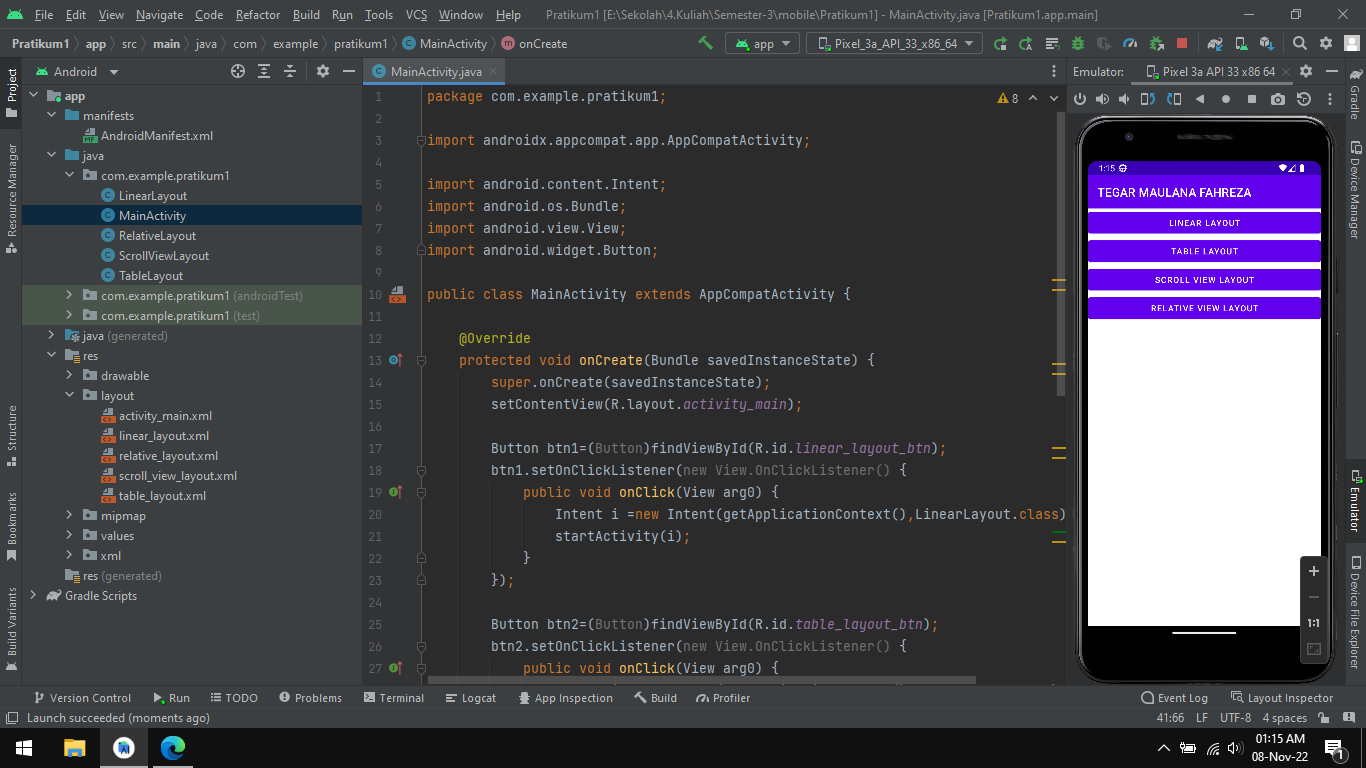 File Edit View Navigate Code Refactor Build Run Tools VCS Window Help Pratikum1 [E:\Sekolah\4.Kuliah\Semester-3\mobile\Pratikum1] - MainActivity.java [Pratikum1.app.main]
Pratikum1 app src main java com example pratikum1 MainActivity onCreate app Pixel_3a_API_33_x86_64
Project
Resource Manager
Structure
Bookmarks
Build Variants
Android
app
manifests
AndroidManifest.xml
java
com.example.pratikum1
LinearLayout
MainActivity
RelativeLayout
ScrollViewLayout
TableLayout
com.example.pratikum1 (androidTest)
com.example.pratikum1 (test)
java (generated)
res
drawable
layout
activity_main.xml
linear_layout.xml
relative_layout.xml
scroll_view_layout.xml
table_layout.xml
mipmap
values
xml
res (generated)
Gradle Scripts
MainActivity.java
8
1 package com.example.pratikum1;
2
3 import androidx.appcompat.app.AppCompatActivity;
4
5 import android.content.Intent;
6 import android.os.Bundle;
7 import android.view.View;
8 import android.widget.Button;
9
10 public class MainActivity extends AppCompatActivity {
11
12 @Override
13 protected void onCreate(Bundle savedInstanceState) {
14 super.onCreate(savedInstanceState);
15 setContentView(R.layout.activity_main);
16
17 Button btn1=(Button)findViewById(R.id.linear_layout_btn);
18 btn1.setOnClickListener(new View.OnClickListener() {
19 public void onClick(View arg0) {
20 Intent i =new Intent(getApplicationContext(),LinearLayout.class)
21 startActivity(i);
22 }
23 });
24
25 Button btn2=(Button)findViewById(R.id.table_layout_btn);
26 btn2.setOnClickListener(new View.OnClickListener() {
27 public void onClick(View arg0) {
Emulator: Pixel 3a API 33 x86 64
3:15
TEGAR MAULANA FAHREZA
LINEAR LAYOUT
TABLE LAYOUT
SCROLL VIEW LAYOUT
RELATIVE VIEW LAYOUT
1:1
Gradle
Device Manager
Emulator
Device File Explorer
Version Control Run TODO Problems Terminal Logcat App Inspection Build Profiler Event Log Layout Inspector
Launch succeeded (moments ago) 41:66 LF UTF-8 4 spaces
01:15 AM
08-Nov-22
1